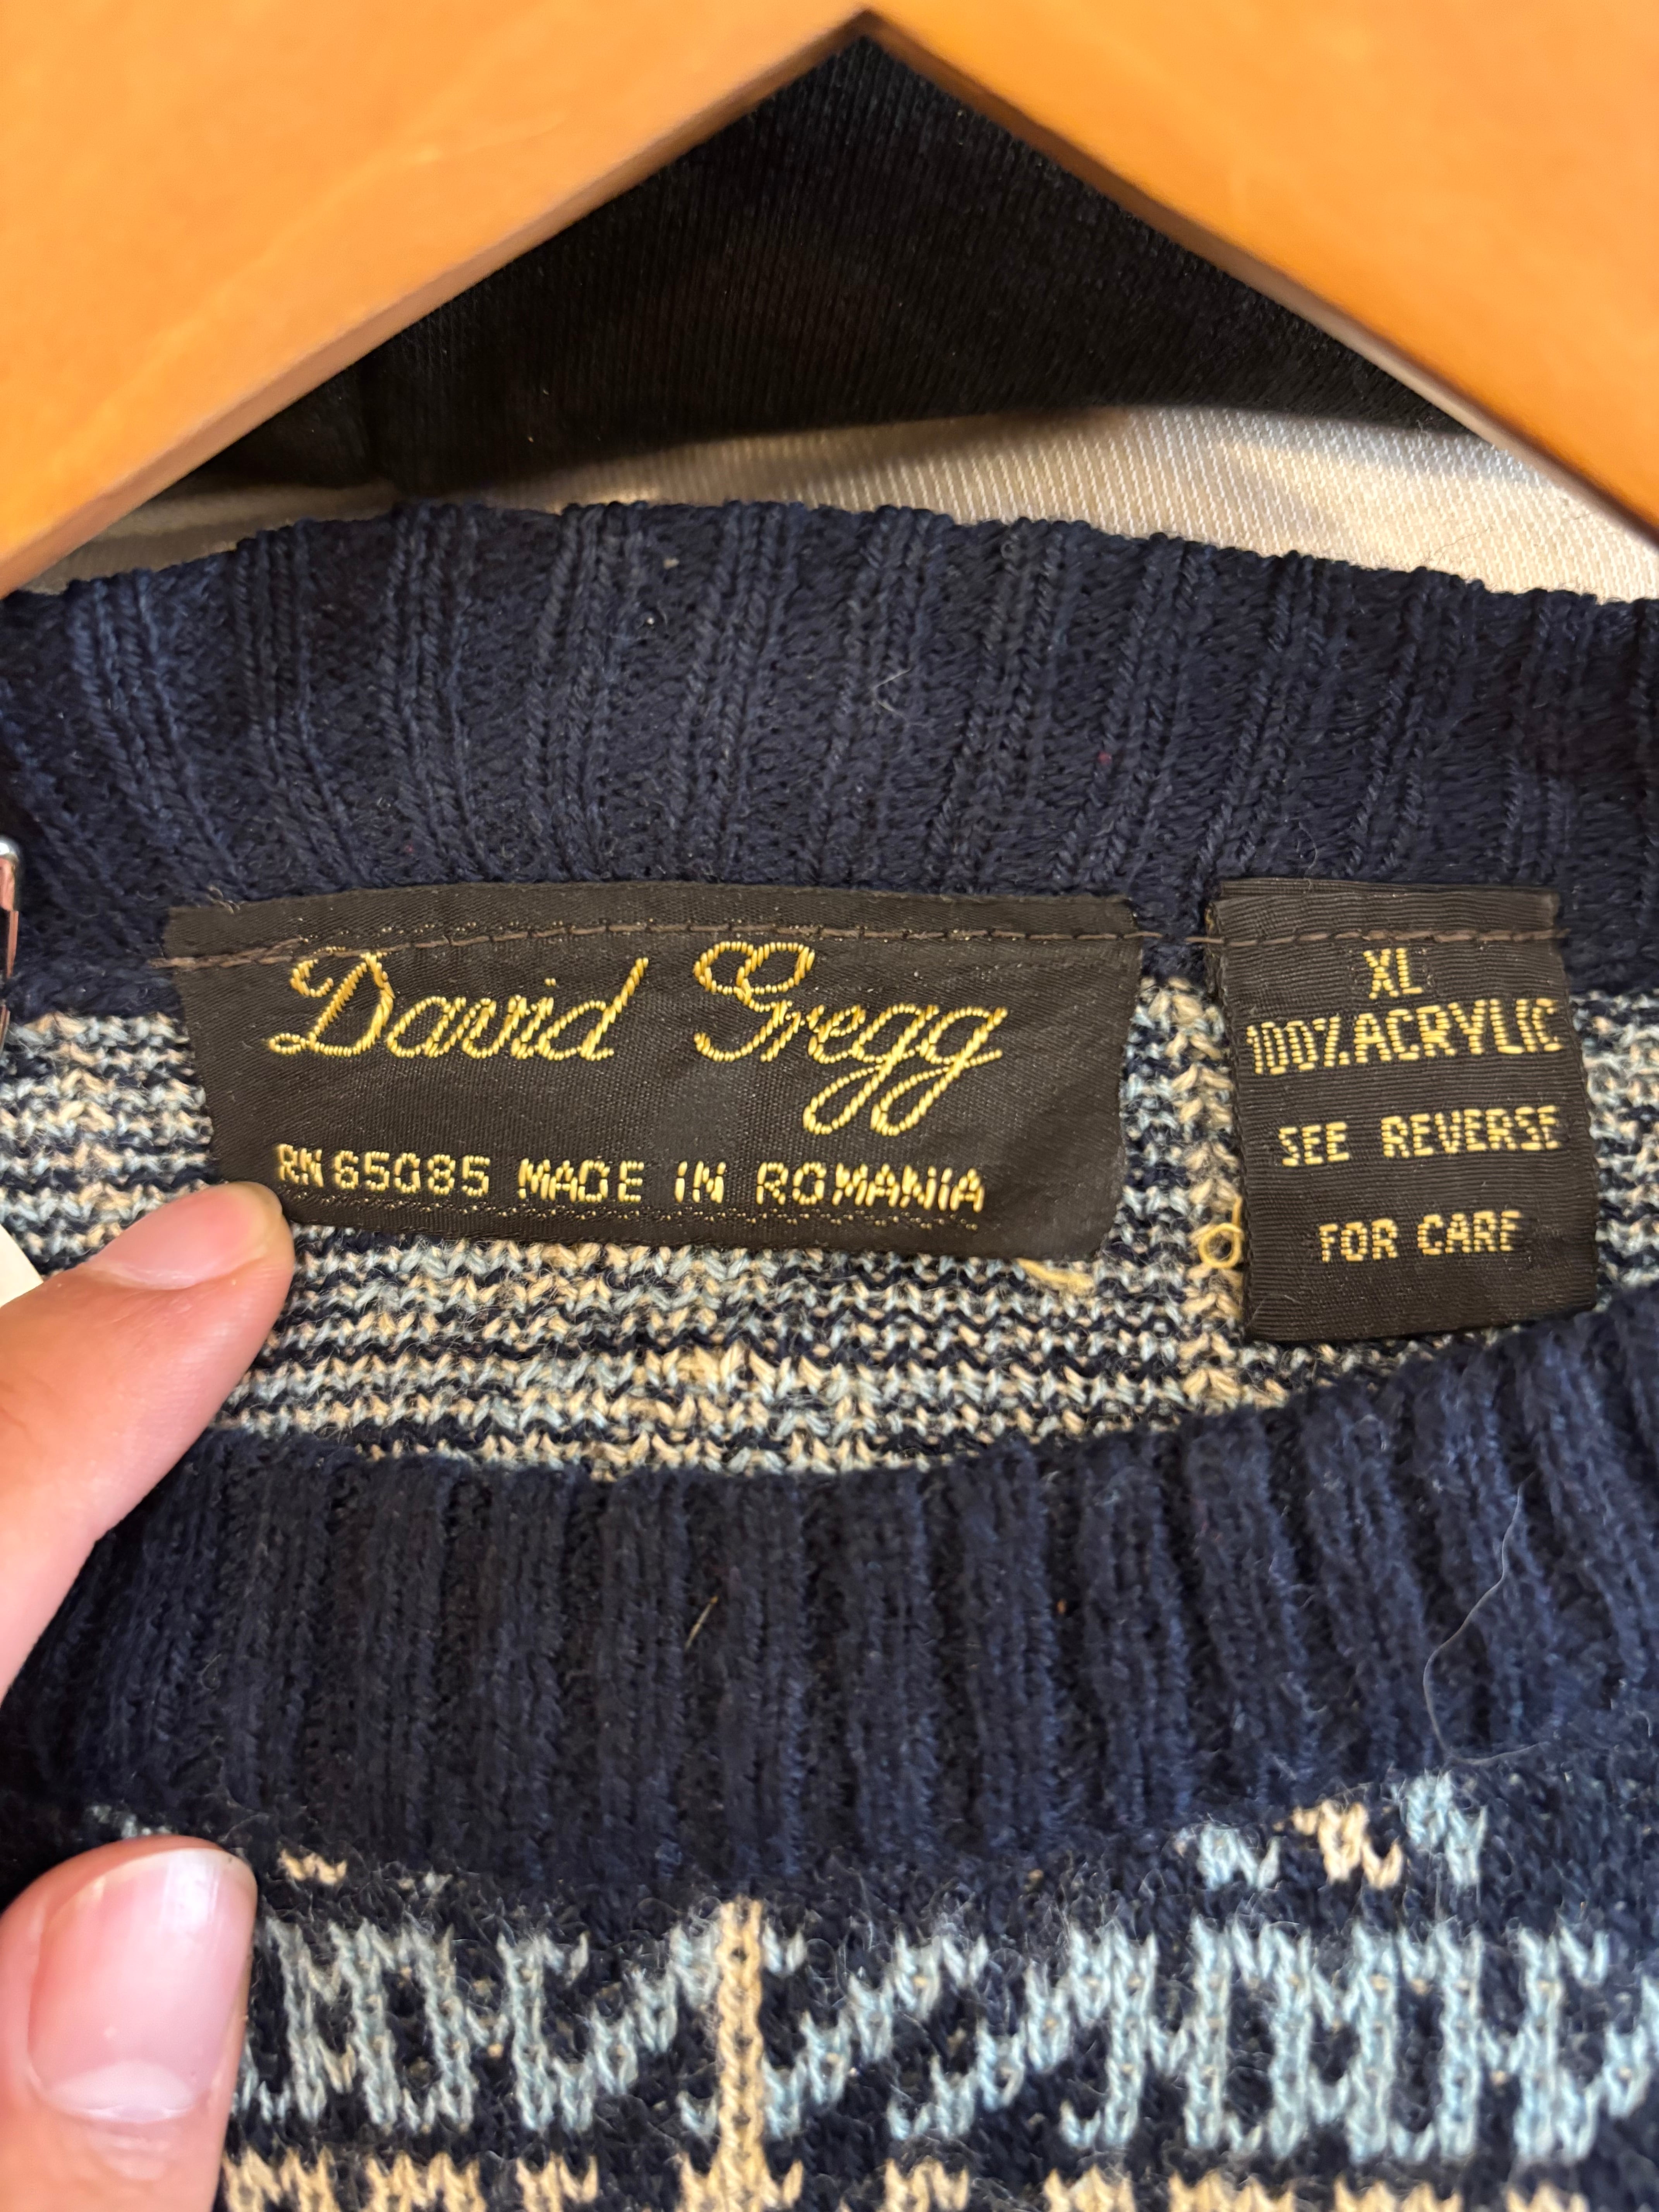 David Gregg
RN65085 MADE IN ROMANIA
XL
100% ACRYLIC
SEE REVERSE
FOR CARE